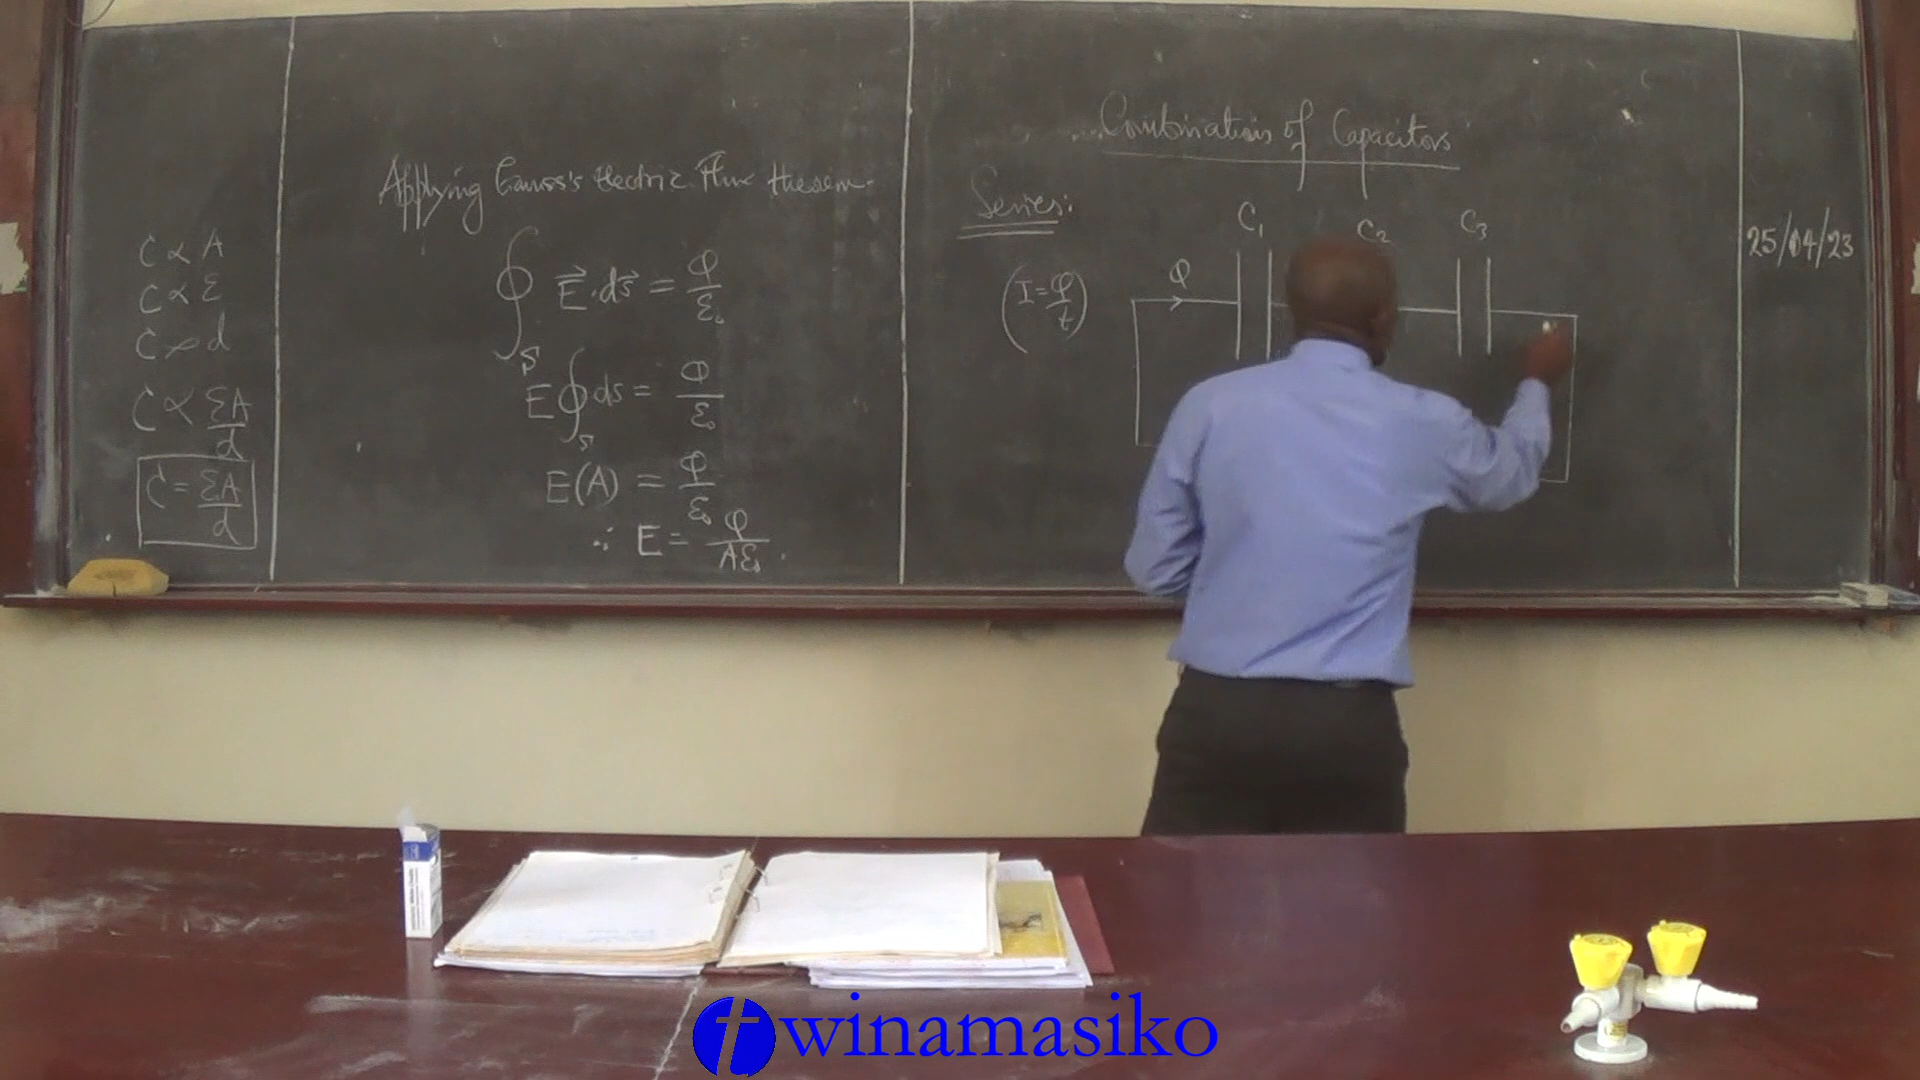 C ∝ A
C ∝ ε
C ∝ d
C ∝ εA/d
C = εA/d
Applying Gauss's electric flux theorem.
∮ E⃗ . ds⃗ = Q/ε₀
S
E ∮ ds = Q/ε₀
S
E(A) = Q/ε₀
∴ E = Q/Aε₀ .
Combination of Capacitors
Series:
C₁ C₂ C₃
(I = Q/t)
Q
25/04/23
twinamasiko